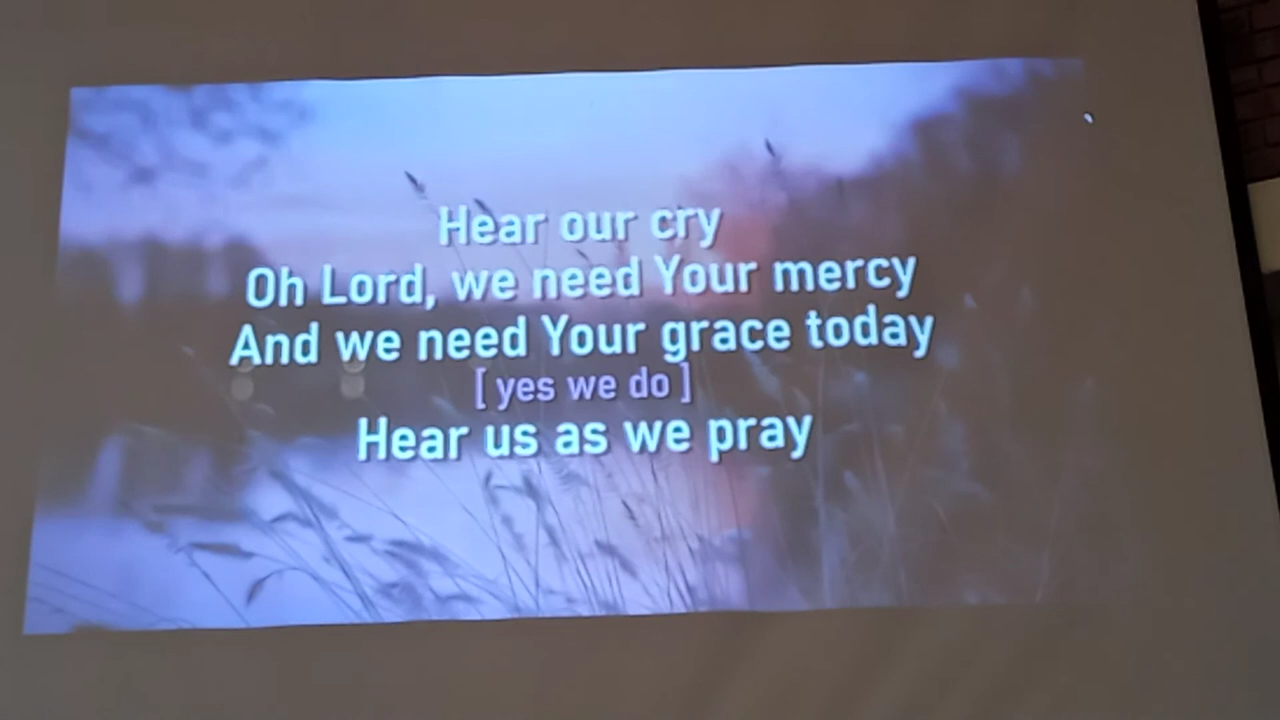 Hear our cry
Oh Lord, we need Your mercy
And we need Your grace today
[ yes we do ]
Hear us as we pray